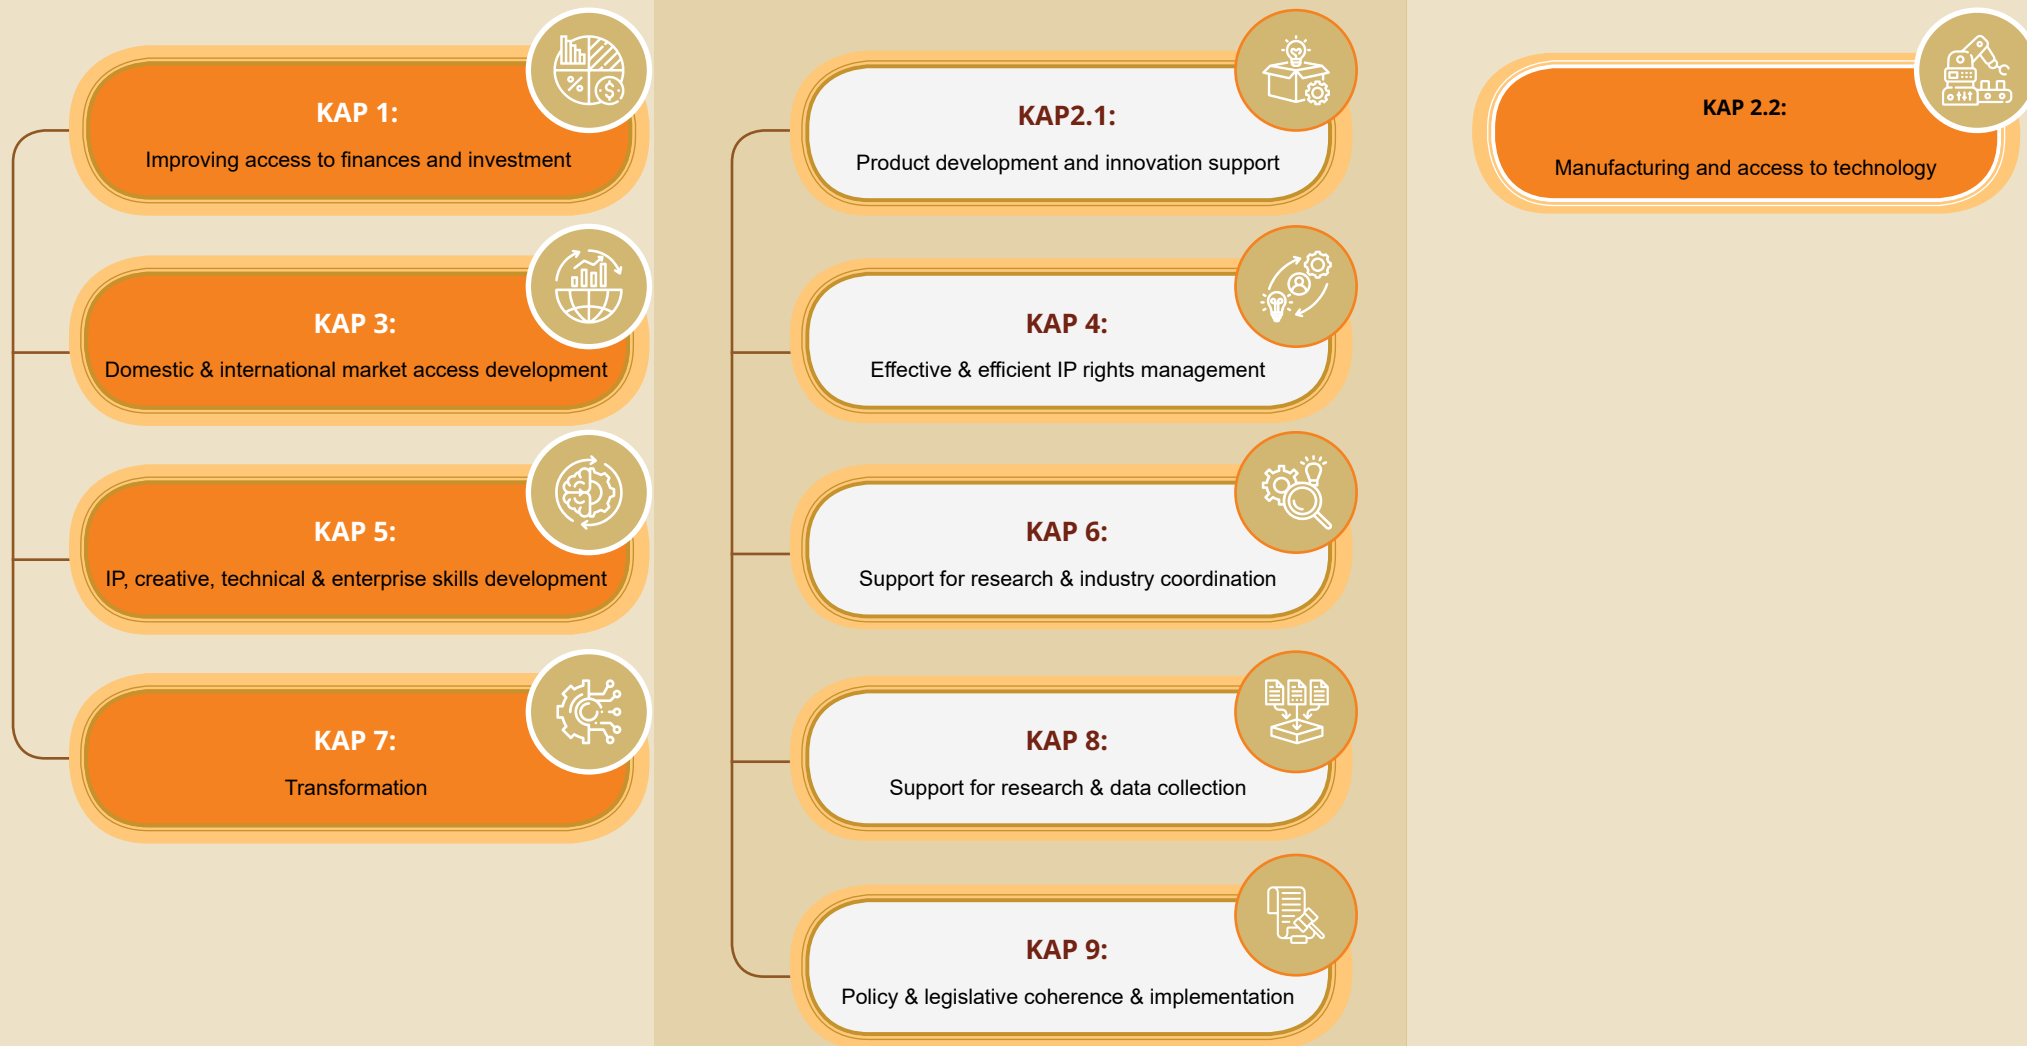 KAP 1:
Improving access to finances and investment
KAP 3:
Domestic & international market access development
KAP 5:
IP, creative, technical & enterprise skills development
KAP 7:
Transformation
KAP2.1:
Product development and innovation support
KAP 4:
Effective & efficient IP rights management
KAP 6:
Support for research & industry coordination
KAP 8:
Support for research & data collection
KAP 9:
Policy & legislative coherence & implementation
KAP 2.2:
Manufacturing and access to technology